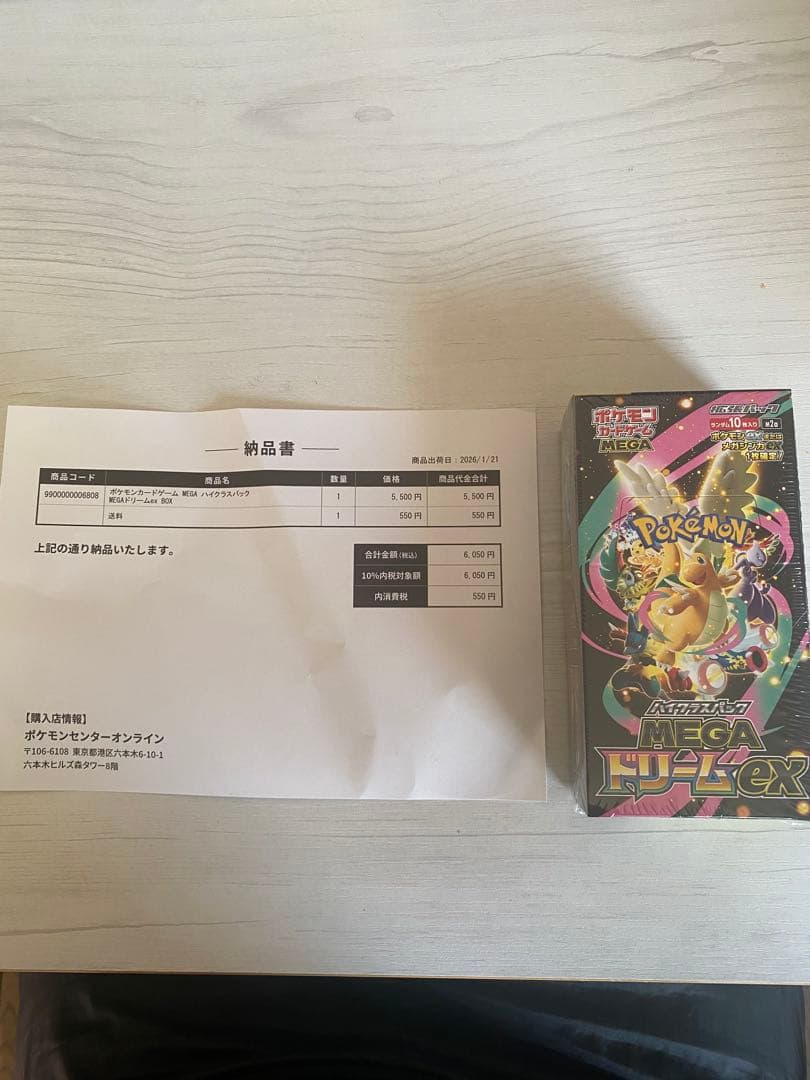 納品書
商品出荷日：2026/1/21
商品コード 商品名 数量 価格 商品代金合計
9900000006808 ポケモンカードゲーム MEGA ハイクラスパック MEGAドリームex BOX 1 5,500 円 5,500 円
送料 1 550 円 550 円
上記の通り納品いたします。
合計金額(税込) 6,050 円
10%内税対象額 6,050 円
内消費税 550 円
【購入店情報】
ポケモンセンターオンライン
〒106-6108 東京都港区六本木6-10-1
六本木ヒルズ森タワー8階
ポケモン
カードゲーム
MEGA
拡張パック
ランダム10枚入り
ポケモンex または
メガシンカex
1枚確定!
POKÉMON
ハイクラスパック
MEGA
ドリームex